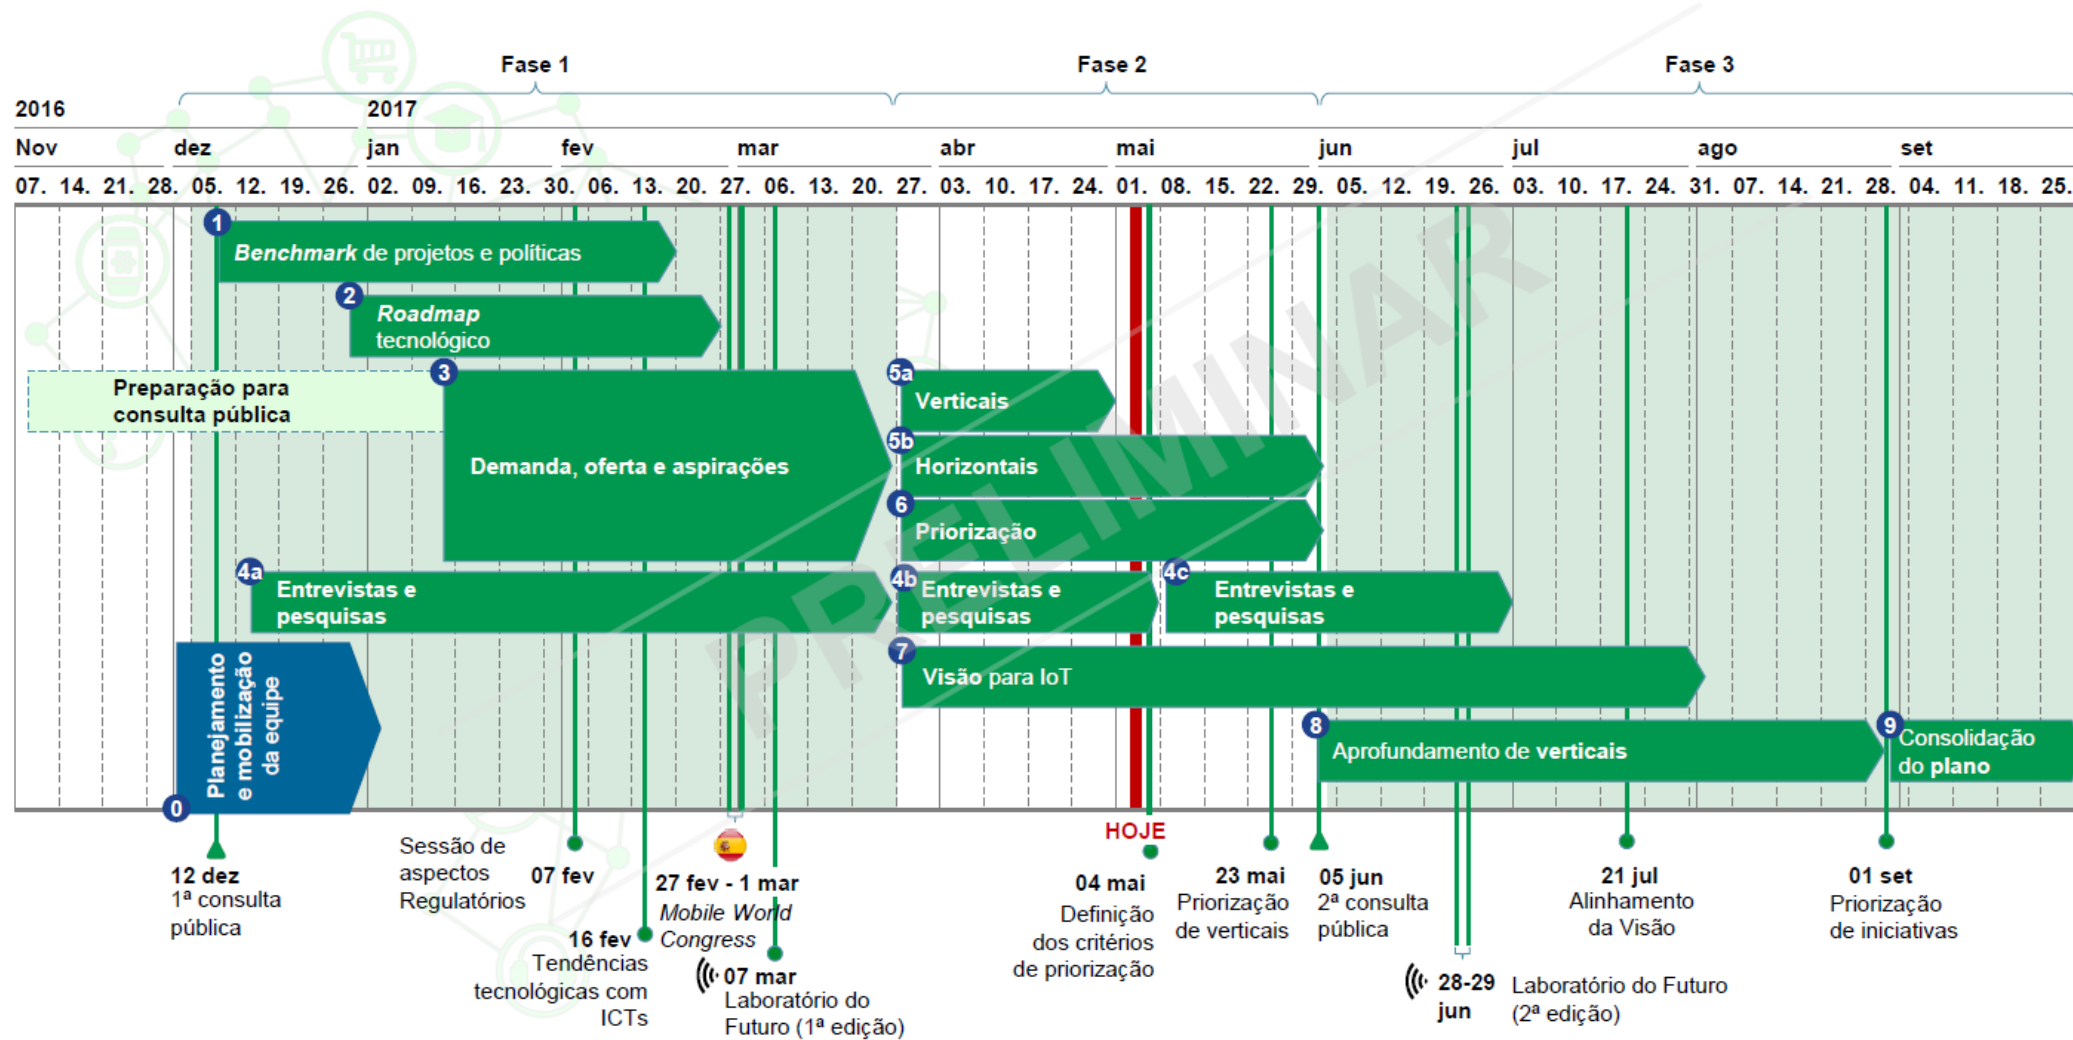 Fase 1 Fase 2 Fase 3
2016 2017
Nov dez jan fev mar abr mai jun jul ago set
07. 14. 21. 28. 05. 12. 19. 26. 02. 09. 16. 23. 30. 06. 13. 20. 27. 06. 13. 20. 27. 03. 10. 17. 24. 01. 08. 15. 22. 29. 05. 12. 19. 26. 03. 10. 17. 24. 31. 07. 14. 21. 28. 04. 11. 18. 25.
1
Benchmark de projetos e políticas
2
Roadmap
tecnológico
Preparação para
consulta pública
3
Demanda, oferta e aspirações
5a
Verticais
5b
Horizontais
6
Priorização
4a
Entrevistas e
pesquisas
4b
Entrevistas e
pesquisas
4c
Entrevistas e
pesquisas
0
Planejamento
e mobilização
da equipe
7
Visão para IoT
8
Aprofundamento de verticais
9
Consolidação
do plano
PRELIMINAR
12 dez
1ª consulta
pública
Sessão de
aspectos
Regulatórios
07 fev
16 fev
Tendências
tecnológicas com
ICTs
27 fev - 1 mar
Mobile World
Congress
07 mar
Laboratório do
Futuro (1ª edição)
HOJE
04 mai
Definição
dos critérios
de priorização
23 mai
Priorização
de verticais
05 jun
2ª consulta
pública
28-29
jun
Laboratório do Futuro
(2ª edição)
21 jul
Alinhamento
da Visão
01 set
Priorização
de iniciativas